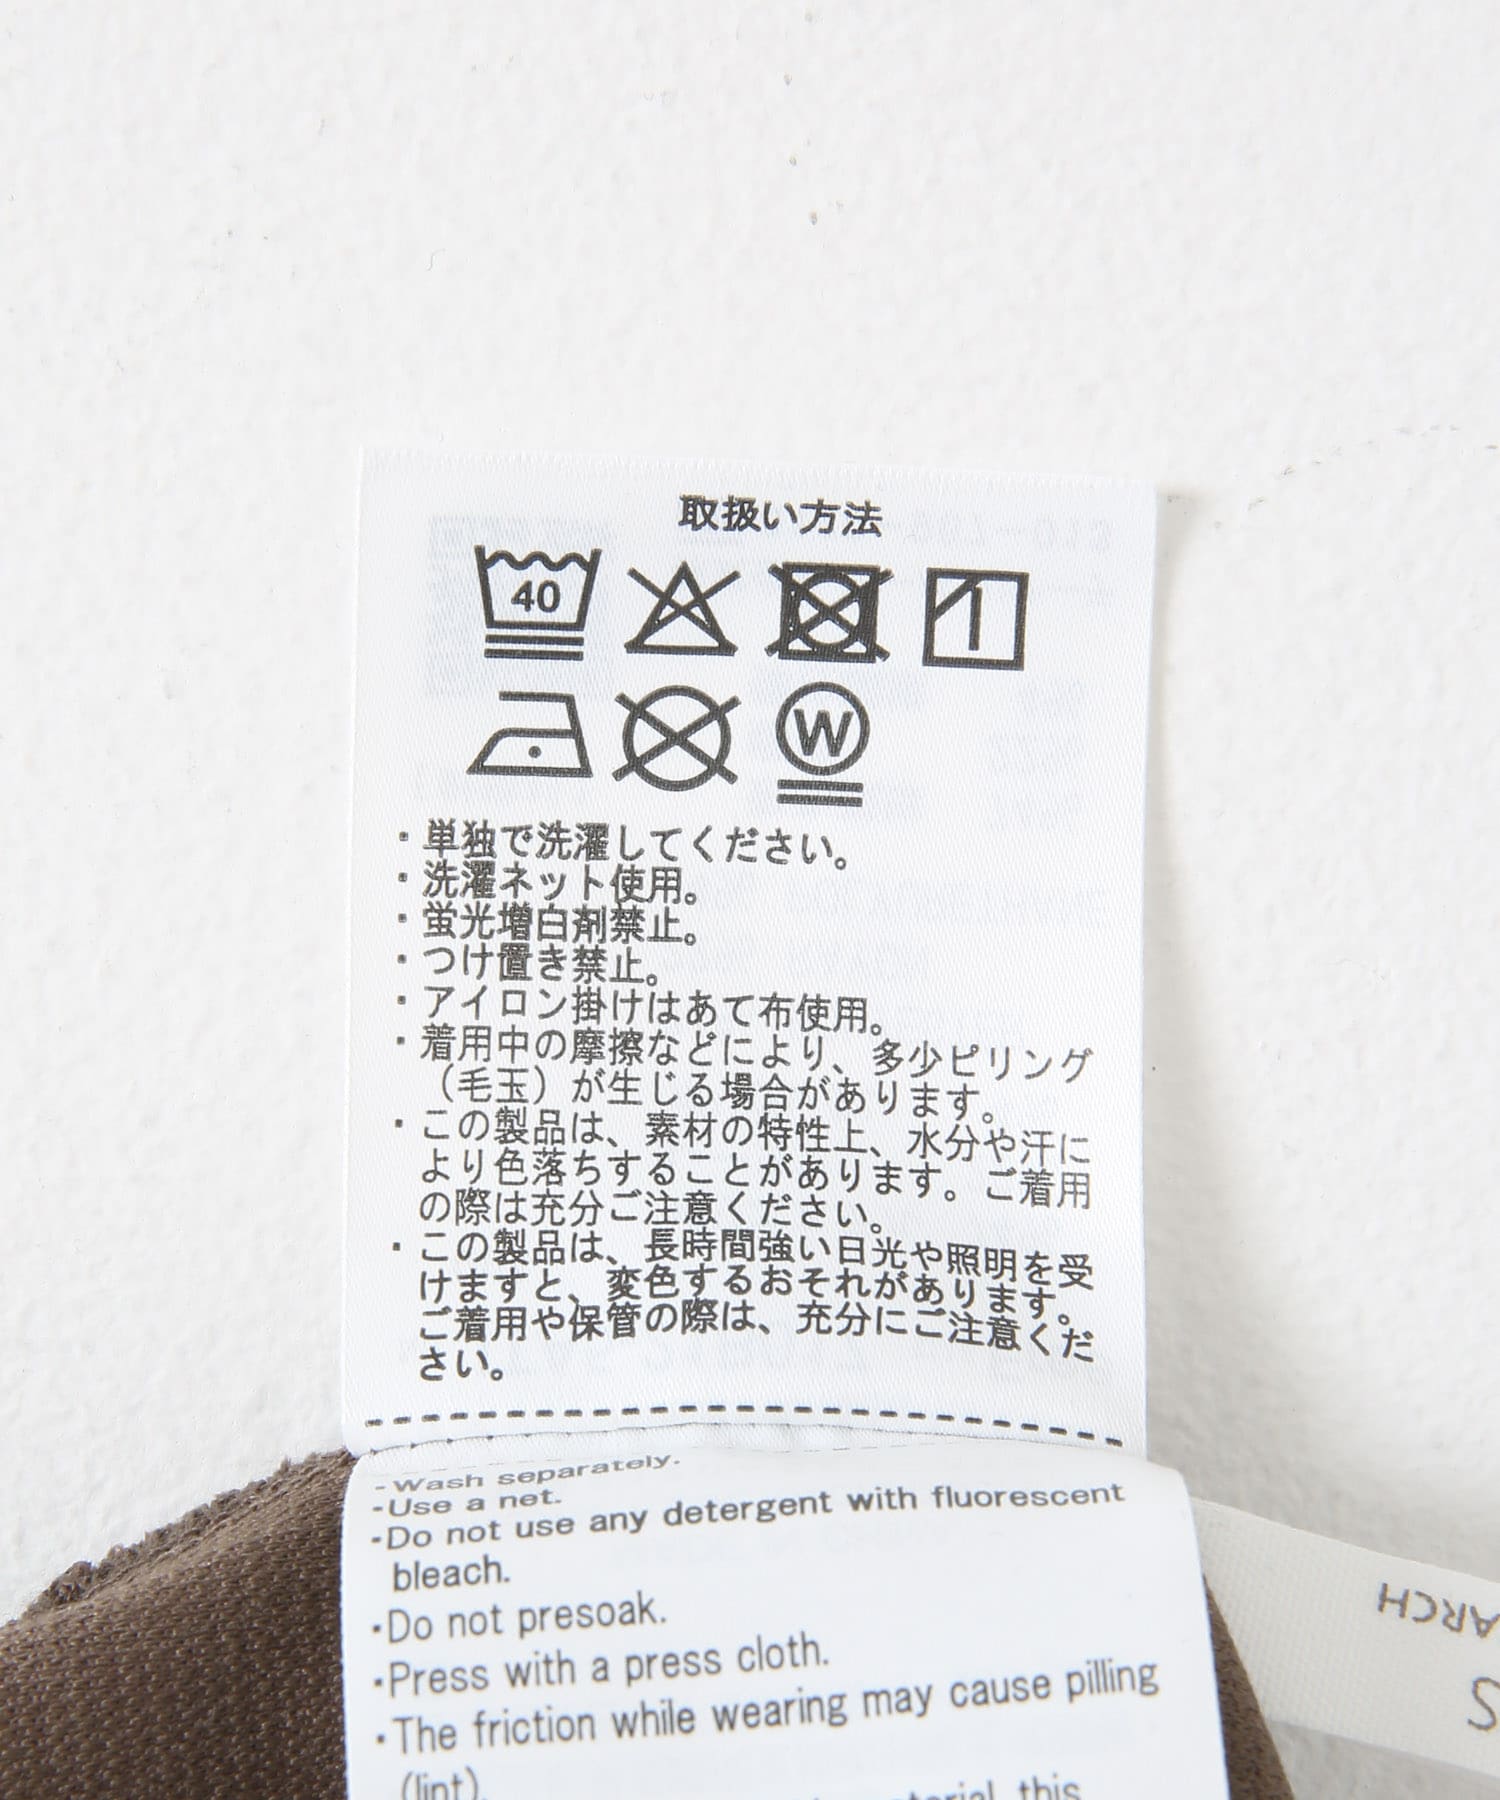 取扱い方法
40
W
・単独で洗濯してください。
・洗濯ネット使用。
・蛍光増白剤禁止。
・つけ置き禁止。
・アイロン掛けはあて布使用。
・着用中の摩擦などにより、多少ピリング
（毛玉）が生じる場合があります。
・この製品は、素材の特性上、水分や汗に
より色落ちすることがあります。ご着用
の際は充分ご注意ください。
・この製品は、長時間強い日光や照明を受
けますと、変色するおそれがあります。
ご着用や保管の際は、充分にご注意くだ
さい。
・Wash separately.
・Use a net.
・Do not use any detergent with fluorescent
bleach.
・Do not presoak.
・Press with a press cloth.
・The friction while wearing may cause pilling
(lint).
material, this
ARCH
S